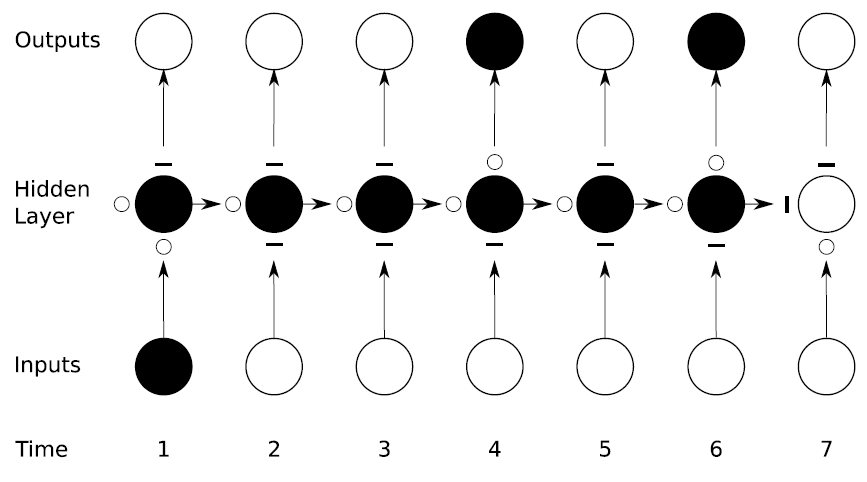 Outputs
Hidden
Layer
Inputs
Time 1 2 3 4 5 6 7